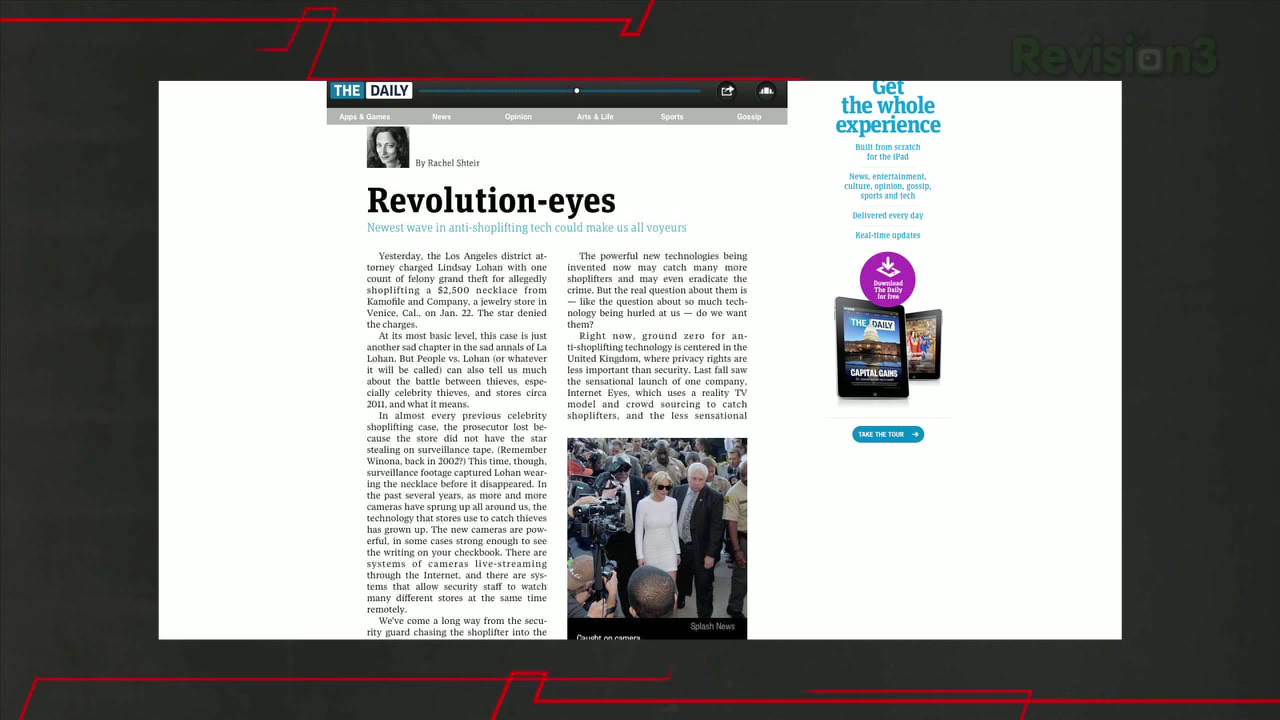 Revision3
THE DAILY
Apps & Games
News
Opinion
Arts & Life
Sports
Gossip
By Rachel Shteir
Revolution-eyes
Newest wave in anti-shoplifting tech could make us all voyeurs
Yesterday, the Los Angeles district at-
torney charged Lindsay Lohan with one
count of felony grand theft for allegedly
shoplifting a $2,500 necklace from
Kamofile and Company, a jewelry store in
Venice, Cal., on Jan. 22. The star denied
the charges.
At its most basic level, this case is just
another sad chapter in the sad annals of La
Lohan. But People vs. Lohan (or whatever
it will be called) can also tell us much
about the battle between thieves, espe-
cially celebrity thieves, and stores circa
2011, and what it means.
In almost every previous celebrity
shoplifting case, the prosecutor lost be-
cause the store did not have the star
stealing on surveillance tape. (Remember
Winona, back in 2002?) This time, though,
surveillance footage captured Lohan wear-
ing the necklace before it disappeared. In
the past several years, as more and more
cameras have sprung up all around us, the
technology that stores use to catch thieves
has grown up. The new cameras are pow-
erful, in some cases strong enough to see
the writing on your checkbook. There are
systems of cameras live-streaming
through the Internet, and there are sys-
tems that allow security staff to watch
many different stores at the same time
remotely.
We've come a long way from the secu-
rity guard chasing the shoplifter into the
The powerful new technologies being
invented now may catch many more
shoplifters and may even eradicate the
crime. But the real question about them is
— like the question about so much tech-
nology being hurled at us — do we want
them?
Right now, ground zero for an-
ti-shoplifting technology is centered in the
United Kingdom, where privacy rights are
less important than security. Last fall saw
the sensational launch of one company,
Internet Eyes, which uses a reality TV
model and crowd sourcing to catch
shoplifters, and the less sensational
Splash News
Caught on camera
Get
the whole
experience
Built from scratch
for the iPad
News, entertainment,
culture, opinion, gossip,
sports and tech
Delivered every day
Real-time updates
Download
The Daily
for free
THE DAILY
CAPITAL GAINS
TAKE THE TOUR